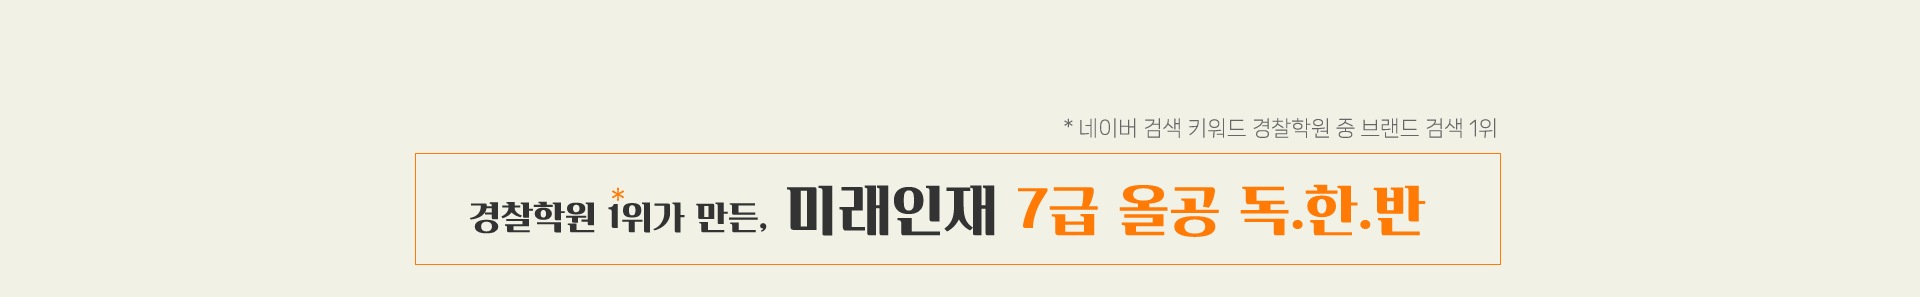 * 네이버 검색 키워드 경찰학원 중 브랜드 검색 1위
경찰학원 1*위가 만든, 미래인재 7급 올공 독.한.반